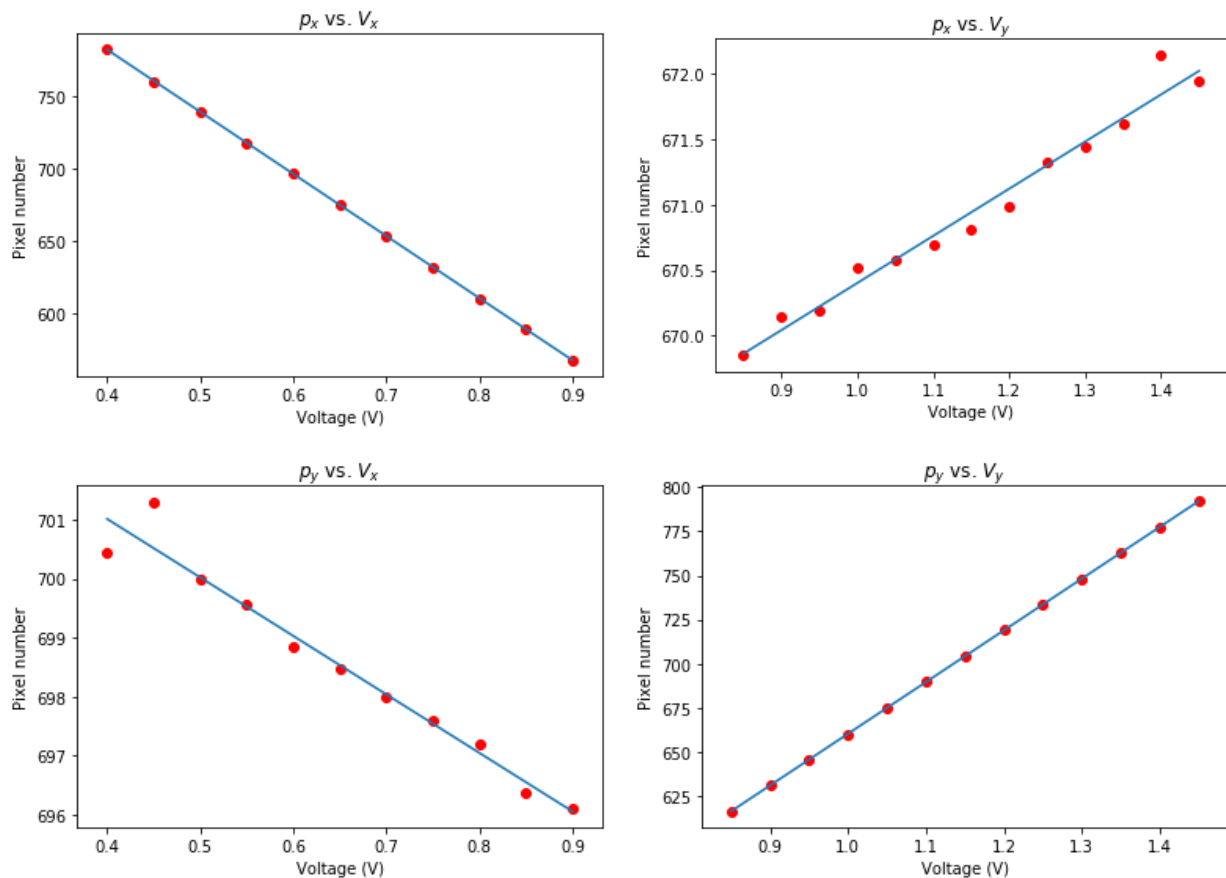 p_x vs. V_x
Pixel number
750
700
650
600
0.4 0.5 0.6 0.7 0.8 0.9
Voltage (V)
p_x vs. V_y
Pixel number
672.0
671.5
671.0
670.5
670.0
0.9 1.0 1.1 1.2 1.3 1.4
Voltage (V)
p_y vs. V_x
Pixel number
701
700
699
698
697
696
0.4 0.5 0.6 0.7 0.8 0.9
Voltage (V)
p_y vs. V_y
Pixel number
800
775
750
725
700
675
650
625
0.9 1.0 1.1 1.2 1.3 1.4
Voltage (V)